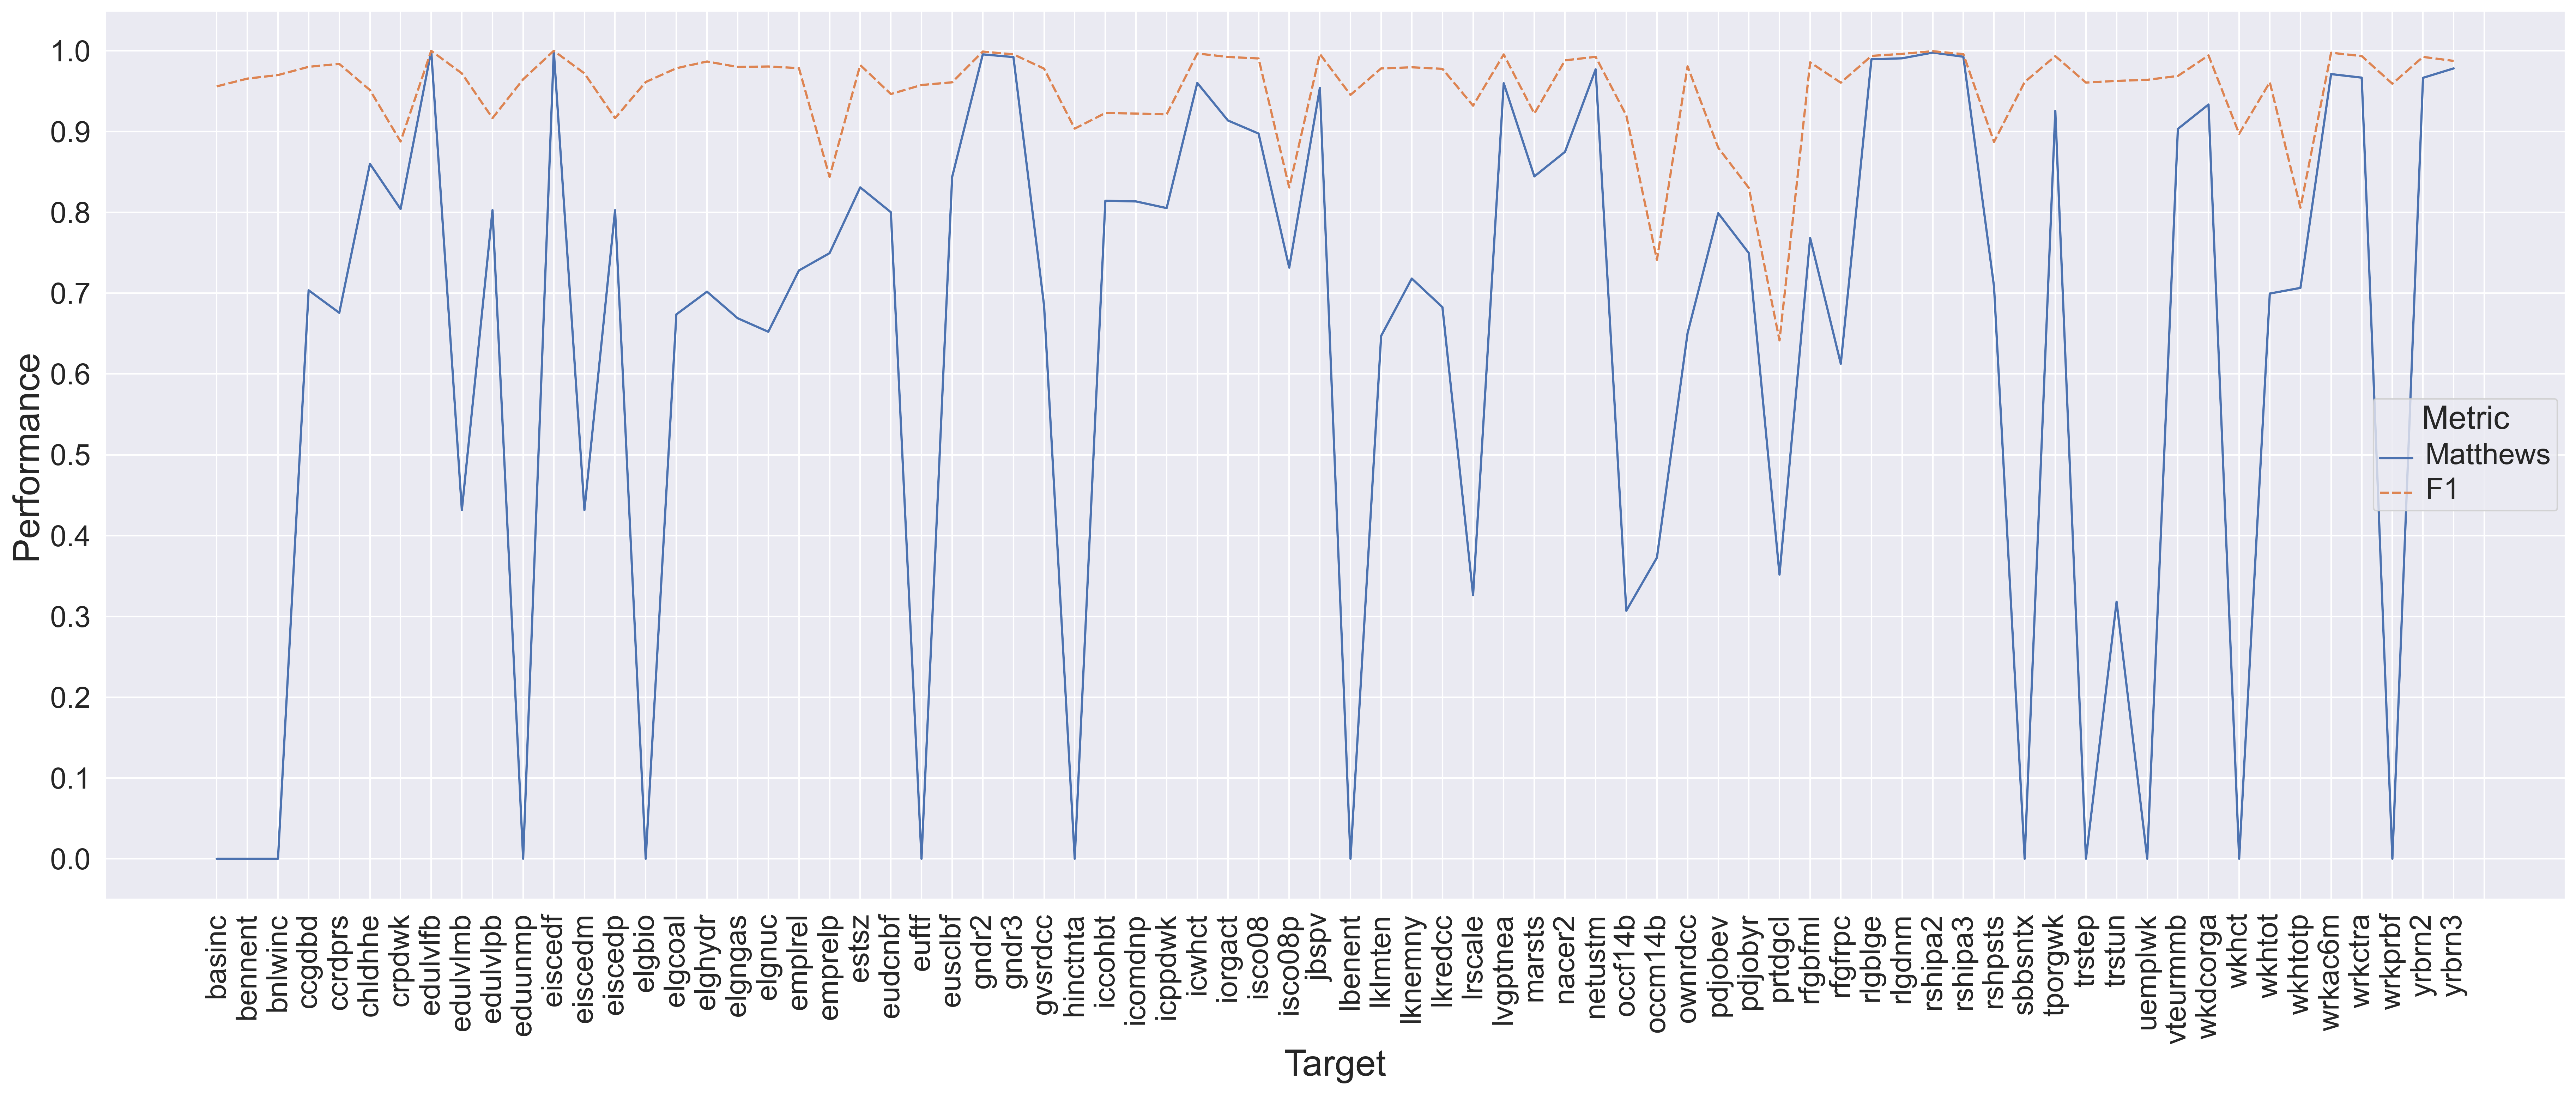 1.0
0.9
0.8
0.7
0.6
0.5
0.4
0.3
0.2
0.1
0.0
Performance
Metric
Matthews
F1
basinc
bennent
bnlwinc
ccgdbd
ccrdprs
chldhhe
crpdwk
edulvlfb
edulvlmb
edulvlpb
eduunmp
eiscedf
eiscedm
eiscedp
elgbio
elgcoal
elghydr
elgngas
elgnuc
emplrel
emprelp
estsz
eudcnbf
euftf
eusclbf
gndr2
gndr3
gvsrdcc
hinctnta
iccohbt
icomdnp
icppdwk
icwhct
iorgact
isco08
isco08p
jbspv
lbenent
lklmten
lknemny
lkredcc
lrscale
lvgptnea
marsts
nacer2
netustm
occf14b
occm14b
ownrdcc
pdjobev
pdjobyr
prtdgcl
rfgbfml
rfgfrpc
rlgblge
rlgdnm
rshipa2
rshipa3
rshpsts
sbbsntx
tporgwk
trstep
trstun
uemplwk
vteurmmb
wkdcorga
wkhct
wkhtot
wkhtotp
wrkac6m
wrkctra
wrkprbf
yrbrn2
yrbrn3
Target